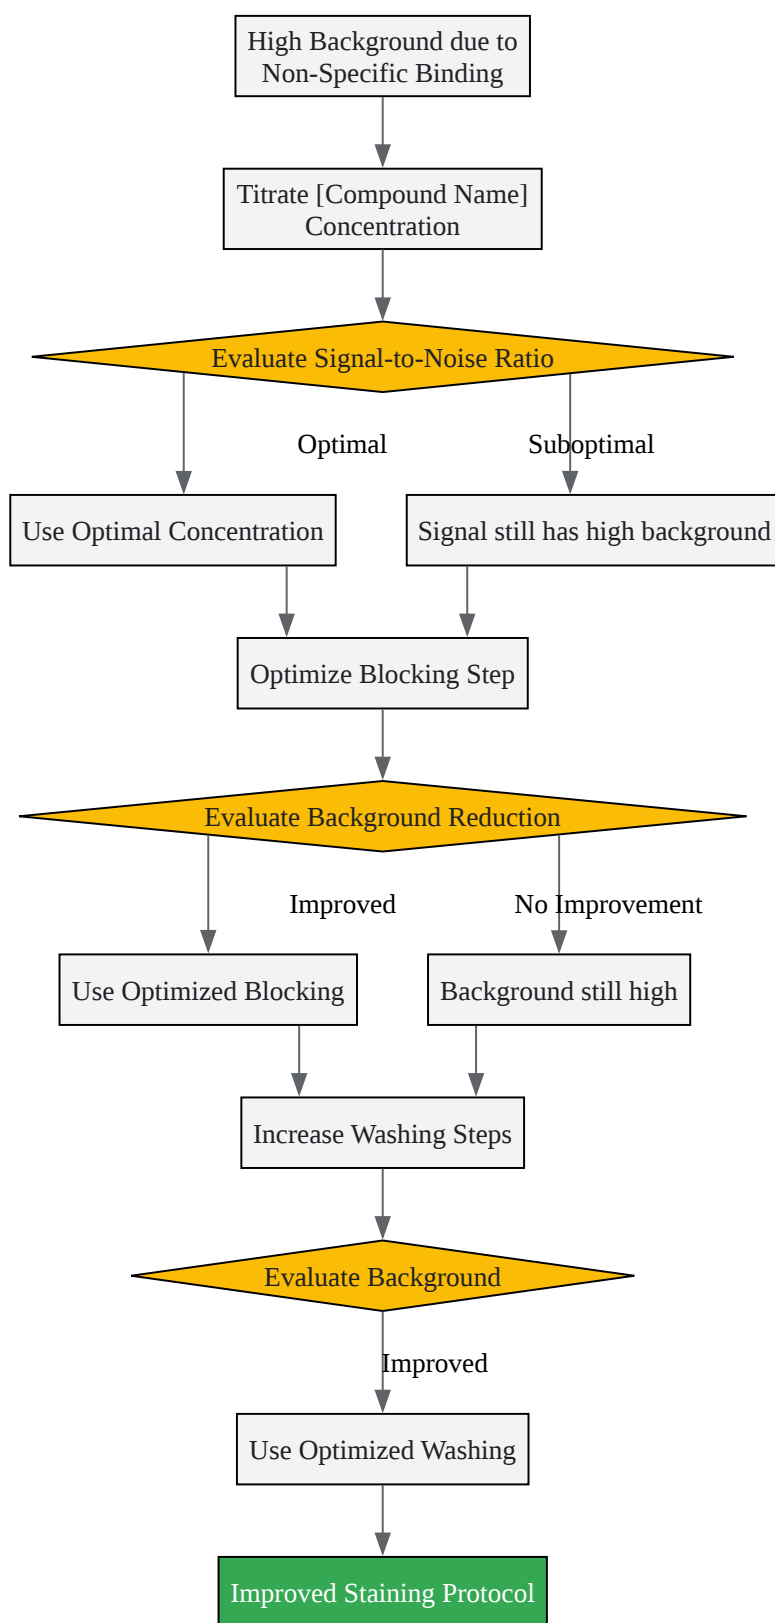 High Background due to
Non-Specific Binding
Titrate [Compound Name]
Concentration
Evaluate Signal-to-Noise Ratio
Optimal
Suboptimal
Use Optimal Concentration
Signal still has high background
Optimize Blocking Step
Evaluate Background Reduction
Improved
No Improvement
Use Optimized Blocking
Background still high
Increase Washing Steps
Evaluate Background
Improved
Use Optimized Washing
Improved Staining Protocol